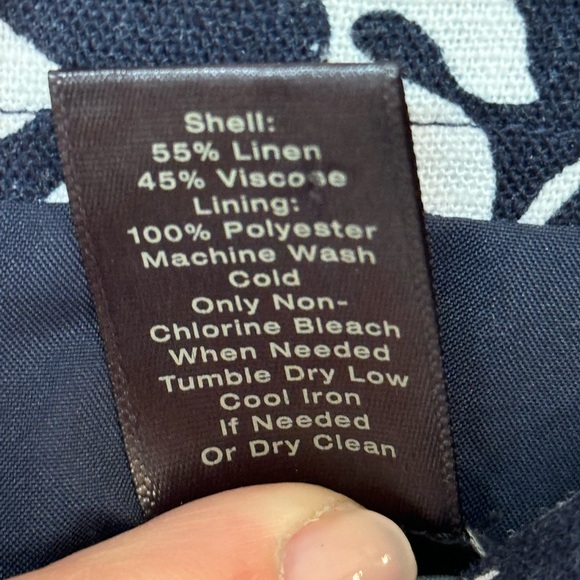 Shell:
55% Linen
45% Viscose
Lining:
100% Polyester
Machine Wash
Cold
Only Non-
Chlorine Bleach
When Needed
Tumble Dry Low
Cool Iron
If Needed
Or Dry Clean